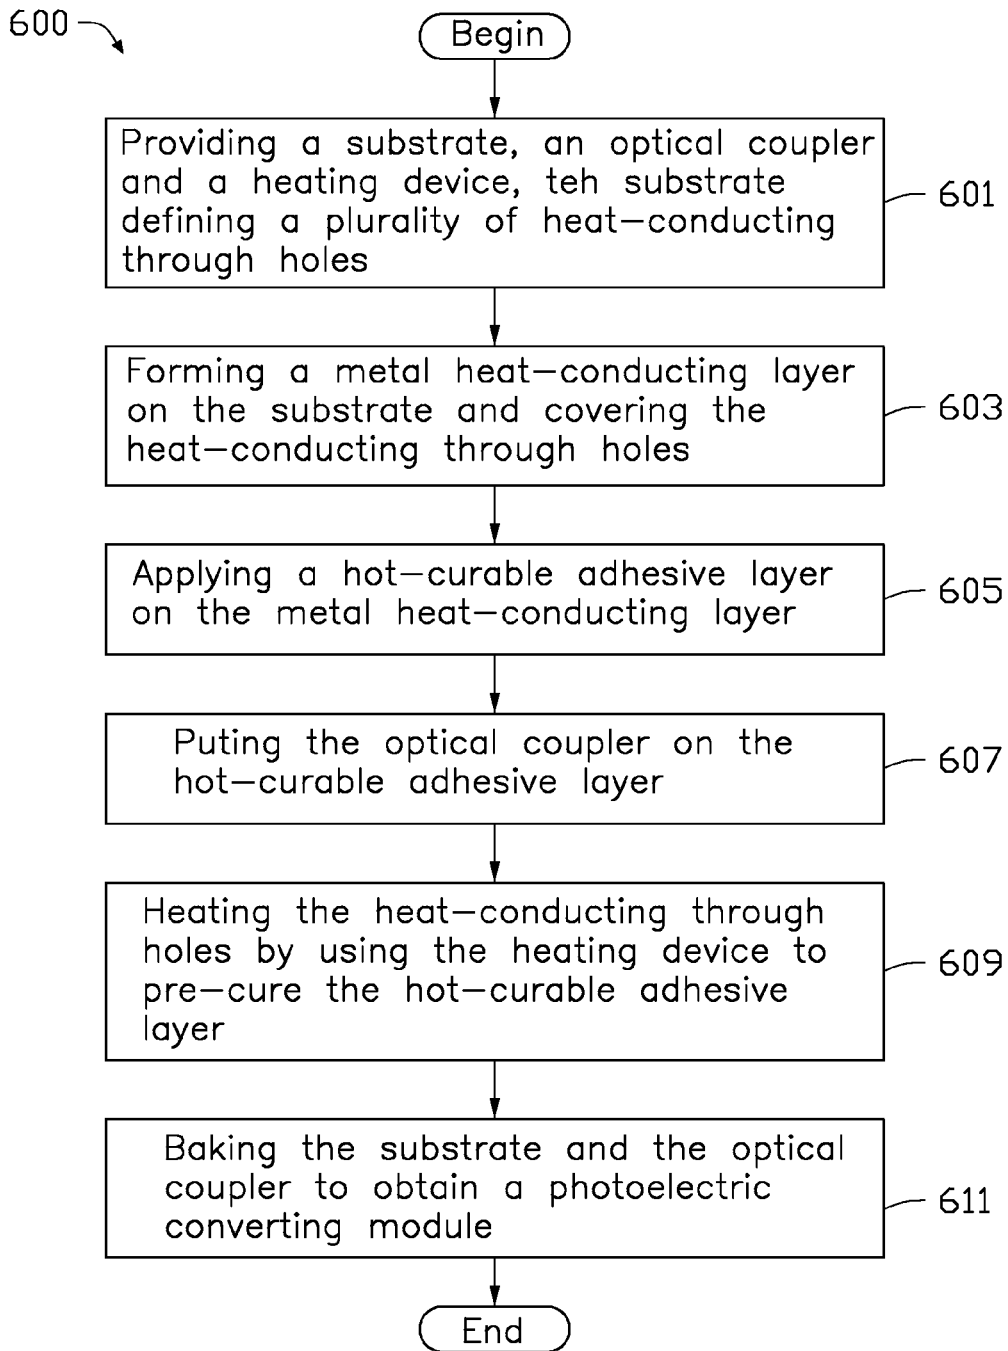 600
Begin
Providing a substrate, an optical coupler
and a heating device, teh substrate
defining a plurality of heat-conducting
through holes
601
Forming a metal heat-conducting layer
on the substrate and covering the
heat-conducting through holes
603
Applying a hot-curable adhesive layer
on the metal heat-conducting layer
605
Puting the optical coupler on the
hot-curable adhesive layer
607
Heating the heat-conducting through
holes by using the heating device to
pre-cure the hot-curable adhesive
layer
609
Baking the substrate and the optical
coupler to obtain a photoelectric
converting module
611
End